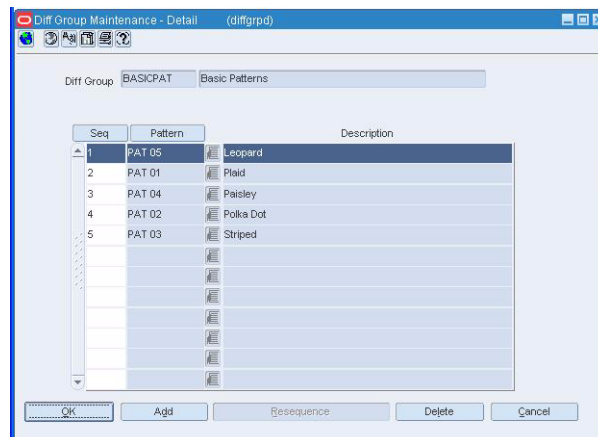 Diff Group Maintenance - Detail (diffgrpd)
Diff Group BASICPAT Basic Patterns
Seq Pattern Description
1 PAT 05 Leopard
2 PAT 01 Plaid
3 PAT 04 Paisley
4 PAT 02 Polka Dot
5 PAT 03 Striped
OK Add Resequence Delete Cancel